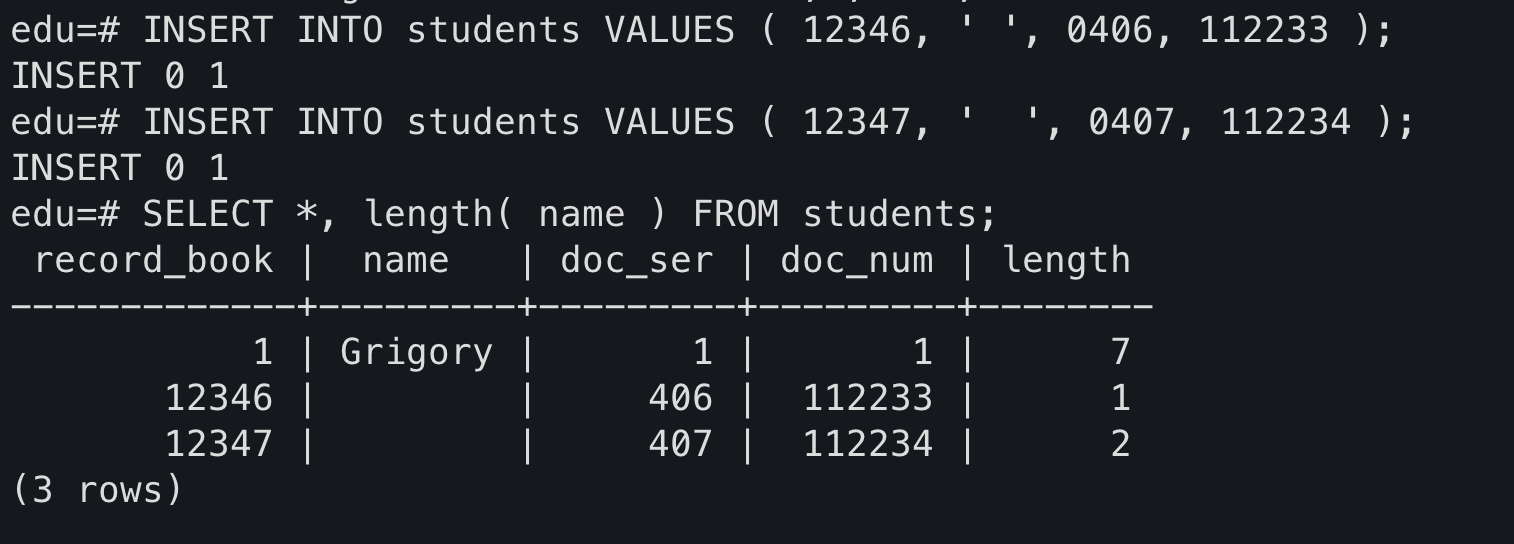 edu=# INSERT INTO students VALUES ( 12346, ' ', 0406, 112233 );
INSERT 0 1
edu=# INSERT INTO students VALUES ( 12347, '  ', 0407, 112234 );
INSERT 0 1
edu=# SELECT *, length( name ) FROM students;
 record_book |  name   | doc_ser | doc_num | length
-------------+---------+---------+---------+--------
           1 | Grigory |       1 |       1 |      7
       12346 |         |     406 |  112233 |      1
       12347 |         |     407 |  112234 |      2
(3 rows)